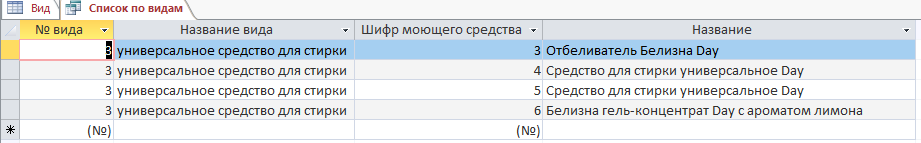 Вид Список по видам
№ вида Название вида Шифр моющего средства Название
3 универсальное средство для стирки 3 Отбеливатель Белизна Day
3 универсальное средство для стирки 4 Средство для стирки универсальное Day
3 универсальное средство для стирки 5 Средство для стирки универсальное Day
3 универсальное средство для стирки 6 Белизна гель-концентрат Day с ароматом лимона
(№) (№)